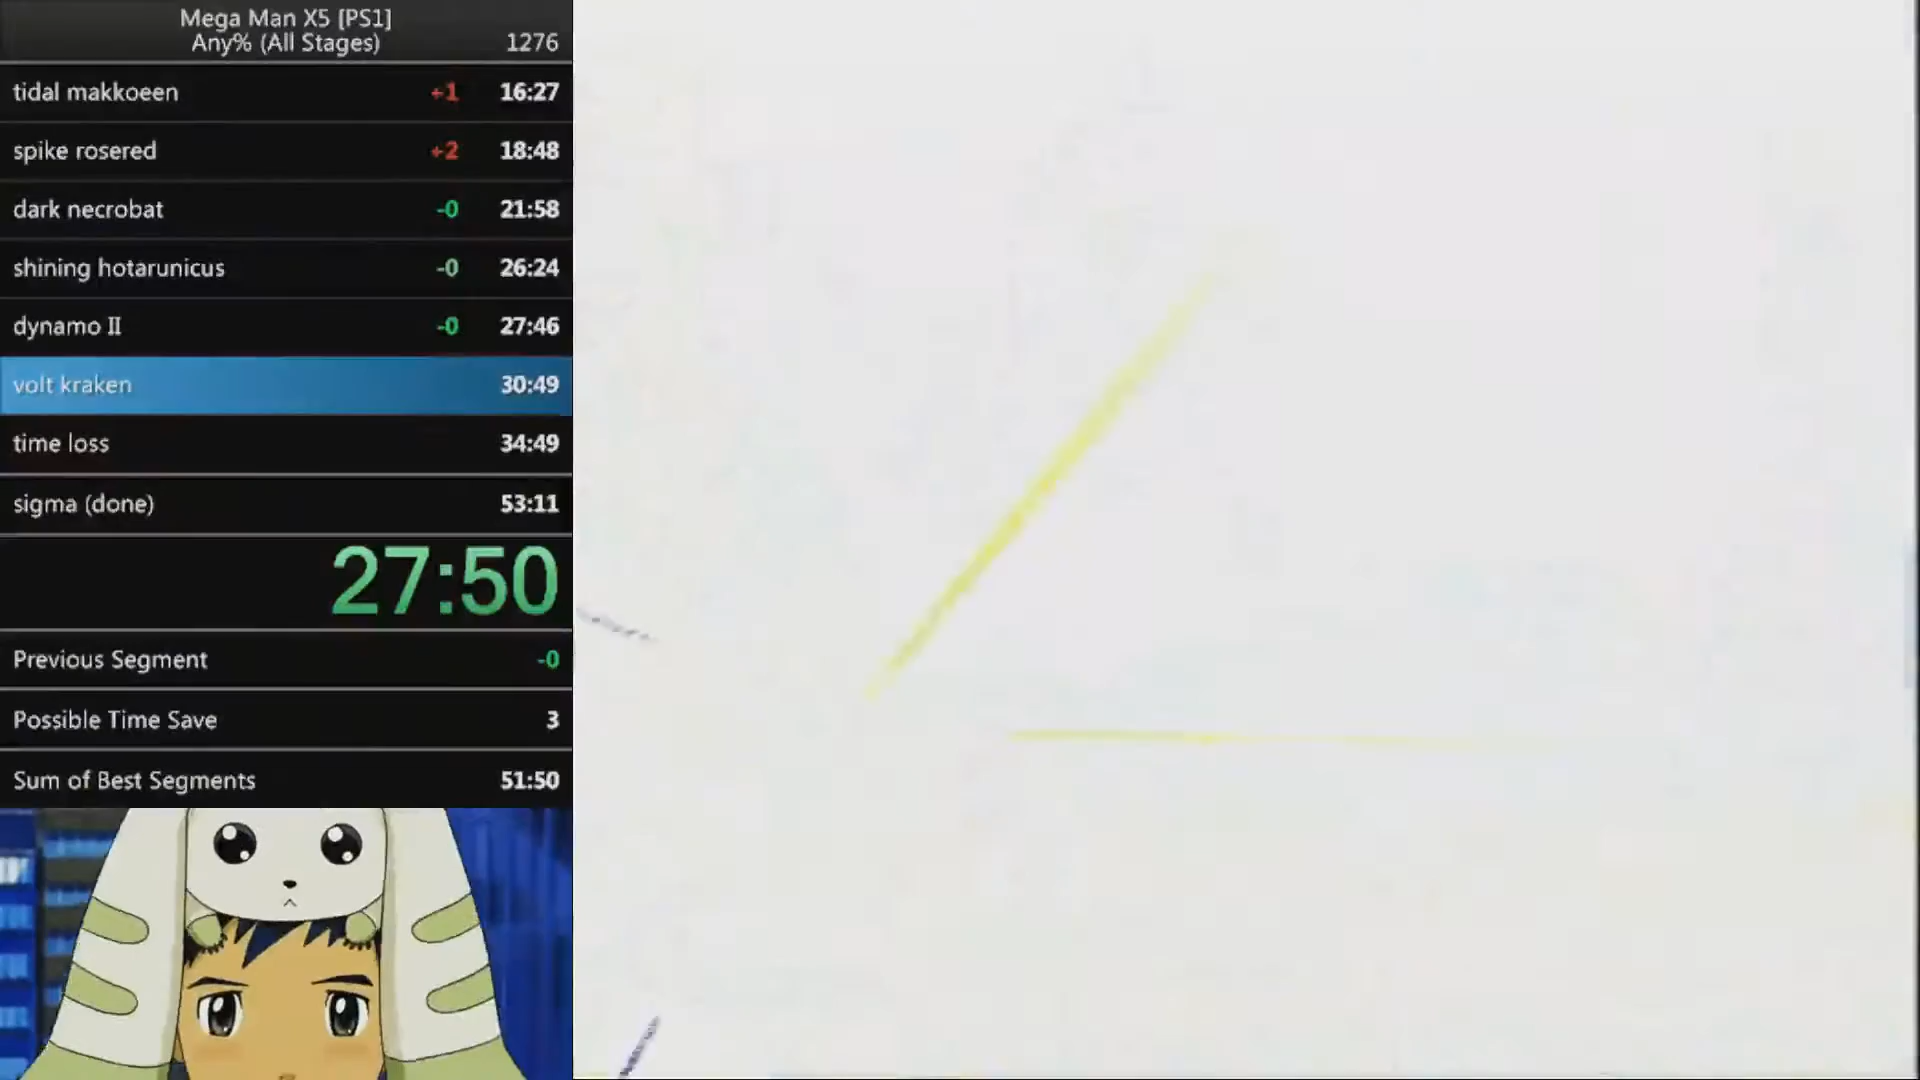 Mega Man X5 [PS1]
Any% (All Stages) 1276
tidal makkoeen +1 16:27
spike rosered +2 18:48
dark necrobat -0 21:58
shining hotarunicus -0 26:24
dynamo II -0 27:46
volt kraken 30:49
time loss 34:49
sigma (done) 53:11
27:50
Previous Segment -0
Possible Time Save 3
Sum of Best Segments 51:50